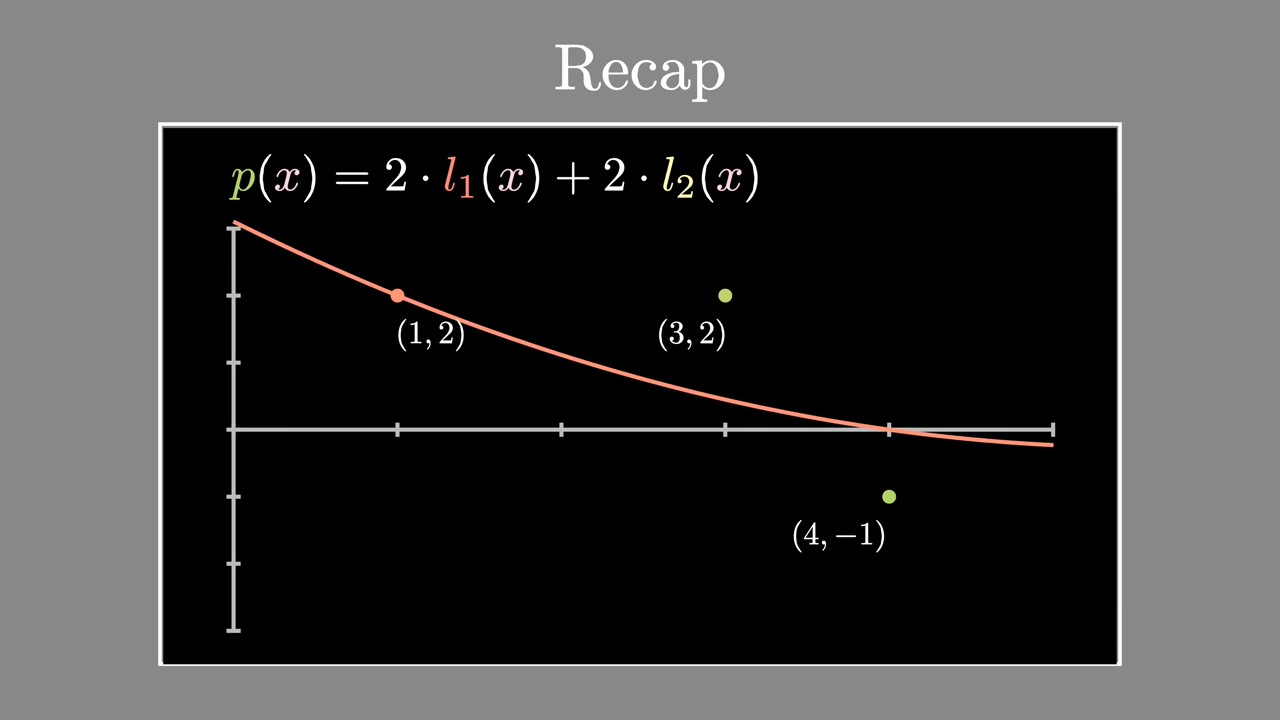 Recap
p(x) = 2 · l₁(x) + 2 · l₂(x)
(1, 2)
(3, 2)
(4, −1)